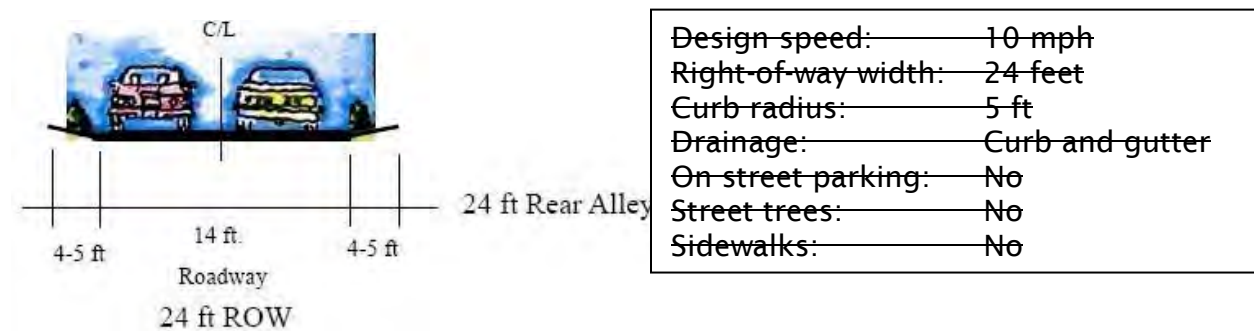 C/L
24 ft Rear Alley
4-5 ft
14 ft.
4-5 ft
Roadway
24 ft ROW
Design speed: 10 mph
Right-of-way width: 24 feet
Curb radius: 5 ft
Drainage: Curb and gutter
On street parking: No
Street trees: No
Sidewalks: No